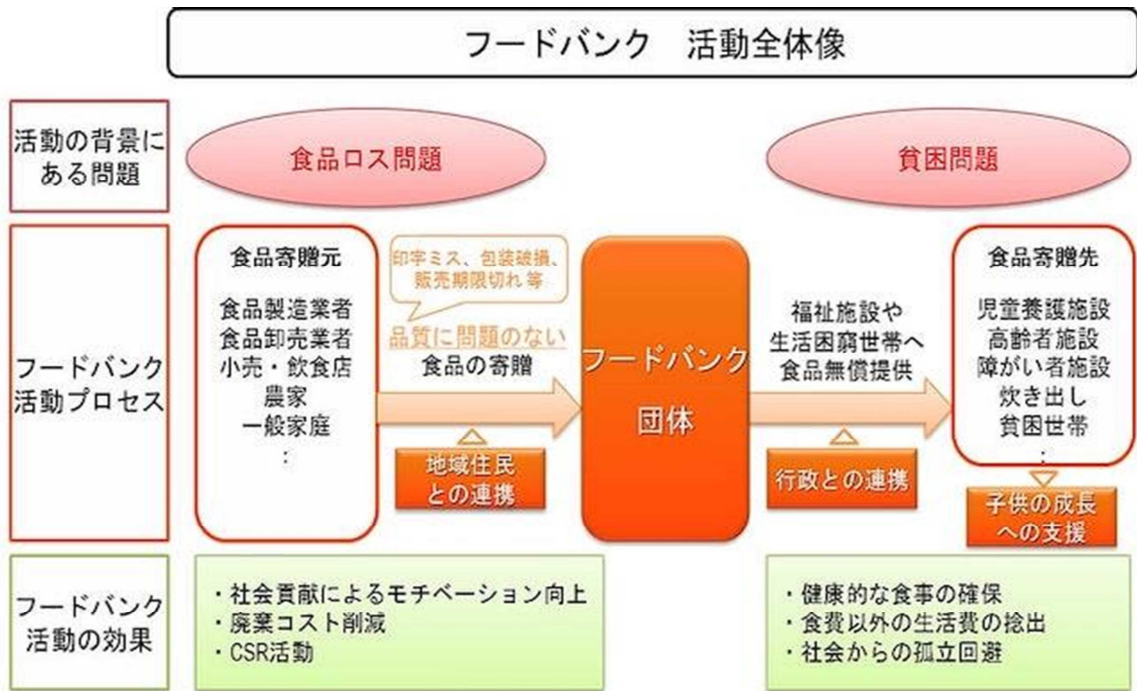 フードバンク　活動全体像
活動の背景に
ある問題
食品ロス問題
貧困問題
フードバンク
活動プロセス
食品寄贈元
食品製造業者
食品卸売業者
小売・飲食店
農家
一般家庭
:
印字ミス、包装破損、
販売期限切れ 等
品質に問題のない
食品の寄贈
地域住民
との連携
フードバンク
団体
福祉施設や
生活困窮世帯へ
食品無償提供
行政との連携
食品寄贈先
児童養護施設
高齢者施設
障がい者施設
炊き出し
貧困世帯
:
子供の成長
への支援
フードバンク
活動の効果
・社会貢献によるモチベーション向上
・廃棄コスト削減
・CSR活動
・健康的な食事の確保
・食費以外の生活費の捻出
・社会からの孤立回避